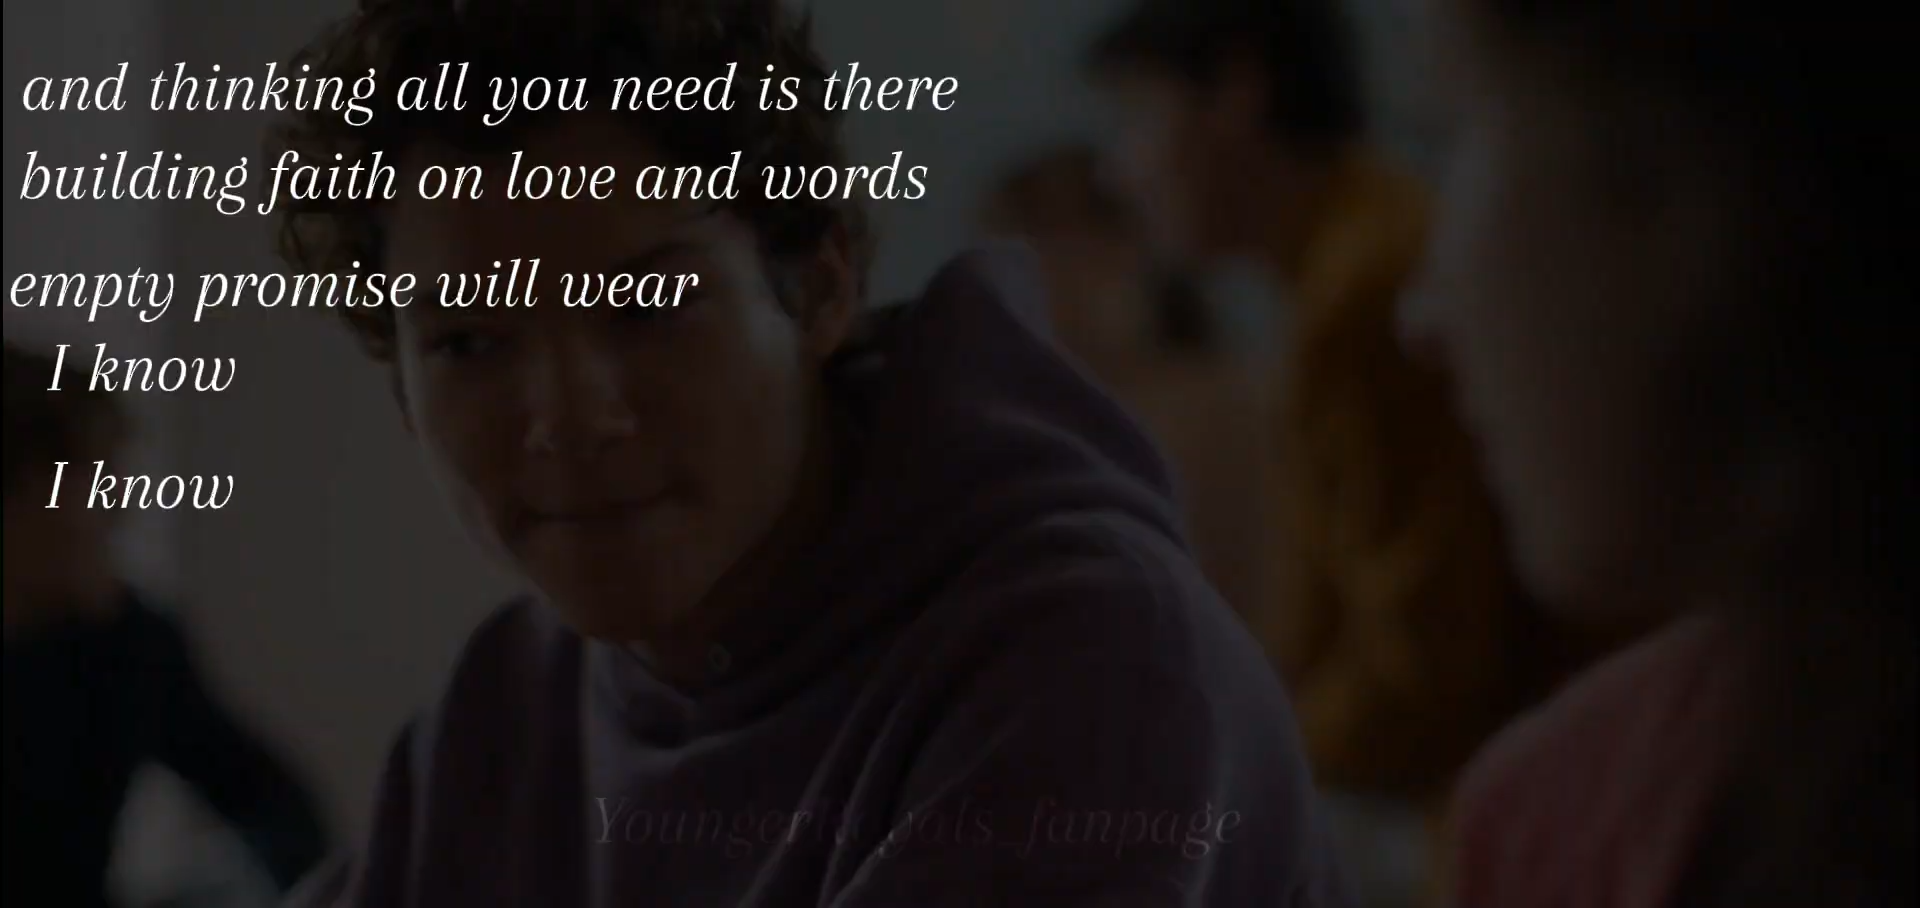 and thinking all you need is there
building faith on love and words
empty promise will wear
I know
I know